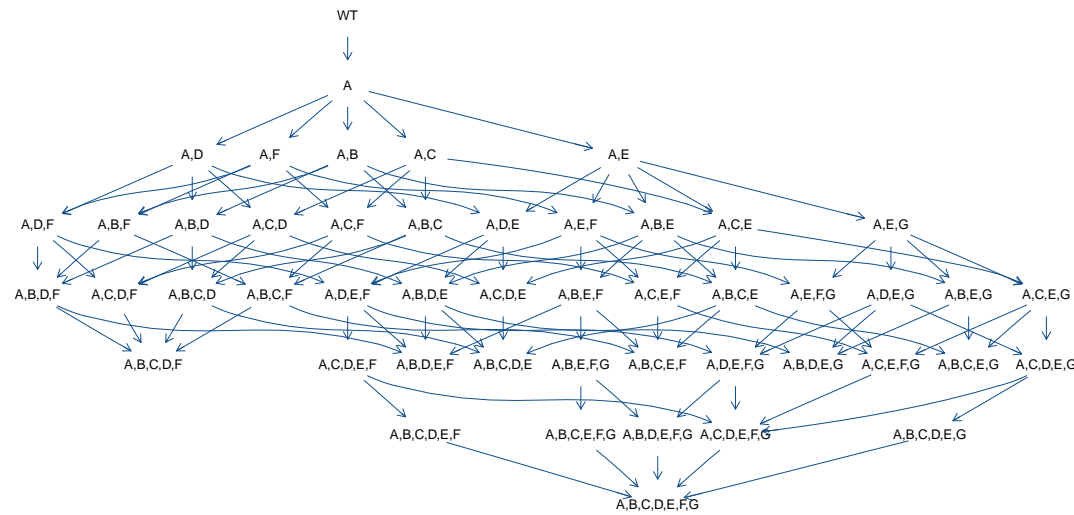 WT
A
A,D A,F A,B A,C A,E
A,D,F A,B,F A,B,D A,C,D A,C,F A,B,C A,D,E A,E,F A,B,E A,C,E A,E,G
A,B,D,F A,C,D,F A,B,C,D A,B,C,F A,D,E,F A,B,D,E A,C,D,E A,B,E,F A,C,E,F A,B,C,E A,E,F,G A,D,E,G A,B,E,G A,C,E,G
A,B,C,D,F A,C,D,E,F A,B,D,E,F A,B,C,D,E A,B,E,F,G A,B,C,E,F A,D,E,F,G A,B,D,E,G A,C,E,F,G A,B,C,E,G A,C,D,E,G
A,B,C,D,E,F A,B,C,E,F,G A,B,D,E,F,G A,C,D,E,F,G A,B,C,D,E,G
A,B,C,D,E,F,G